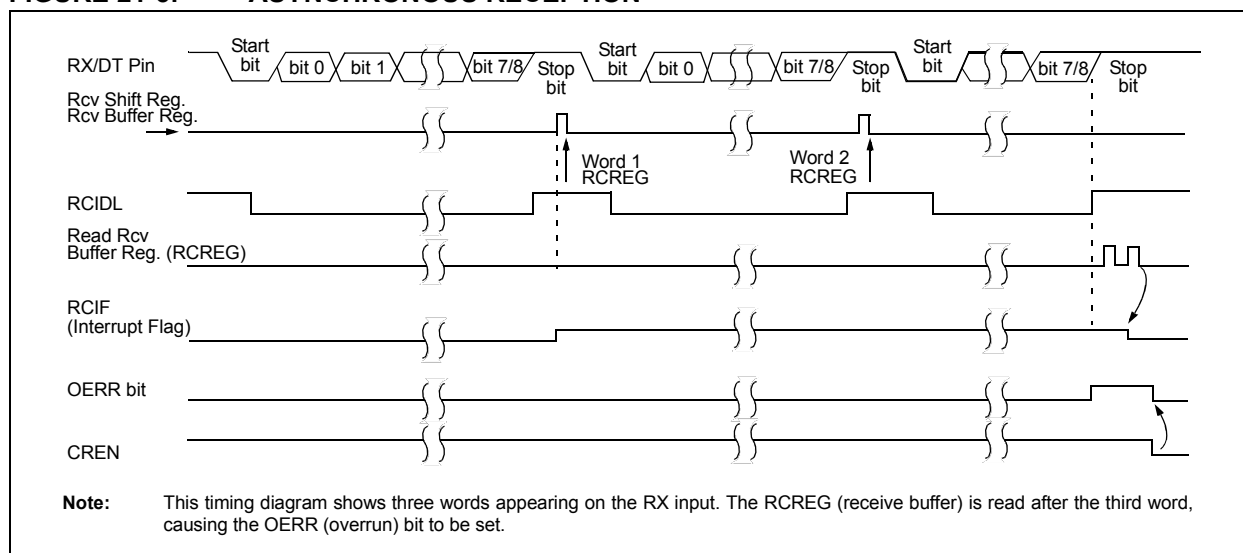 RX/DT Pin
Start
bit
bit 0
bit 1
bit 7/8
Stop
bit
Start
bit
bit 0
bit 7/8
Stop
bit
Start
bit
bit 7/8
Stop
bit
Rcv Shift Reg.
Rcv Buffer Reg.
Word 1
RCREG
Word 2
RCREG
RCIDL
Read Rcv
Buffer Reg. (RCREG)
RCIF
(Interrupt Flag)
OERR bit
CREN
Note: This timing diagram shows three words appearing on the RX input. The RCREG (receive buffer) is read after the third word,
causing the OERR (overrun) bit to be set.